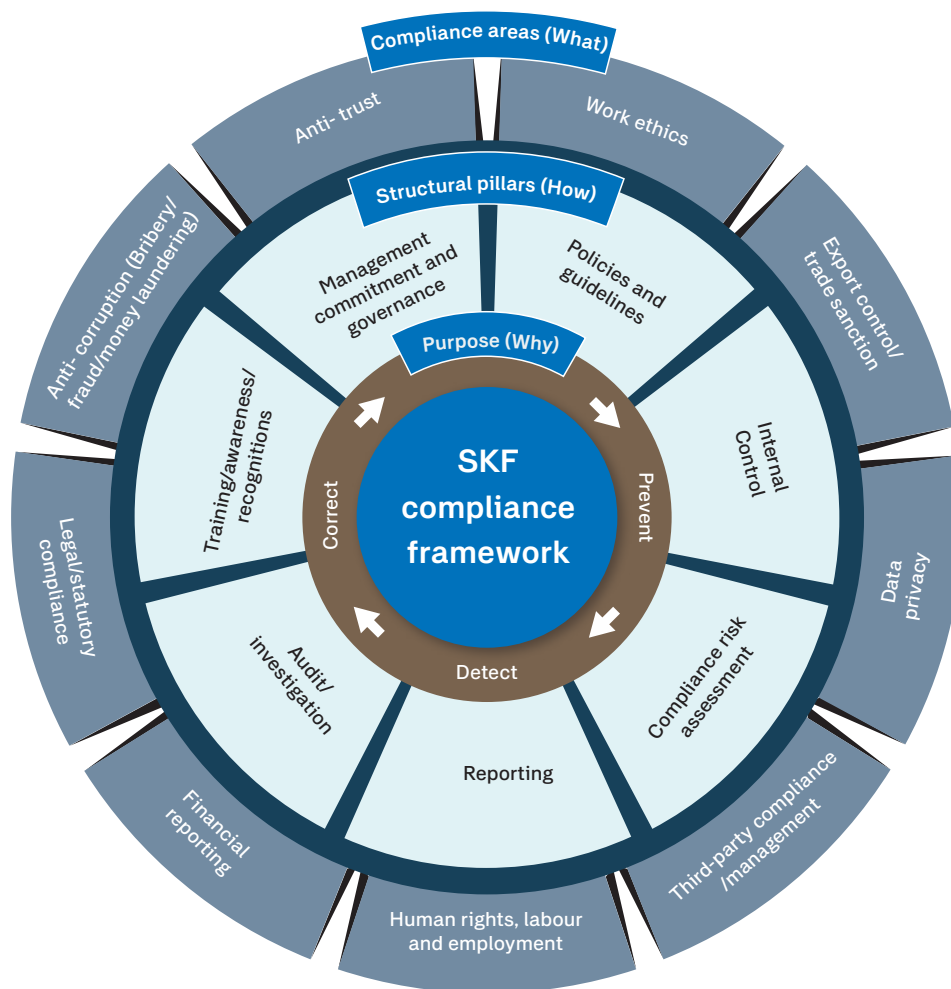 Compliance areas (What)
Anti- trust
Work ethics
Export control/
trade sanction
Data
privacy
Third-party compliance
/management
Human rights, labour
and employment
Financial
reporting
Legal/statutory
compliance
Anti- corruption (Bribery/
fraud/money laundering)
Structural pillars (How)
Management
commitment and
governance
Policies and
guidelines
Internal
Control
Compliance risk
assessment
Reporting
Audit/
investigation
Training/awareness/
recognitions
Purpose (Why)
Prevent
Detect
Correct
SKF
compliance
framework